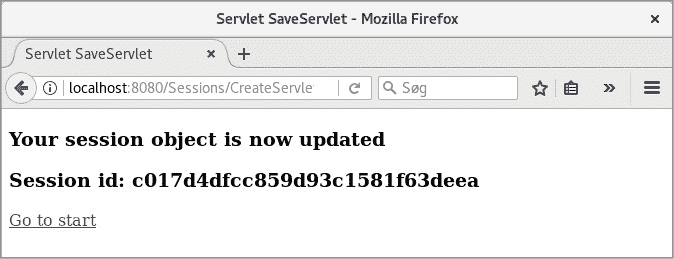 Servlet SaveServlet - Mozilla Firefox
Servlet SaveServlet
localhost:8080/Sessions/CreateServlet
Søg
Your session object is now updated
Session id: c017d4dfcc859d93c1581f63deea
Go to start